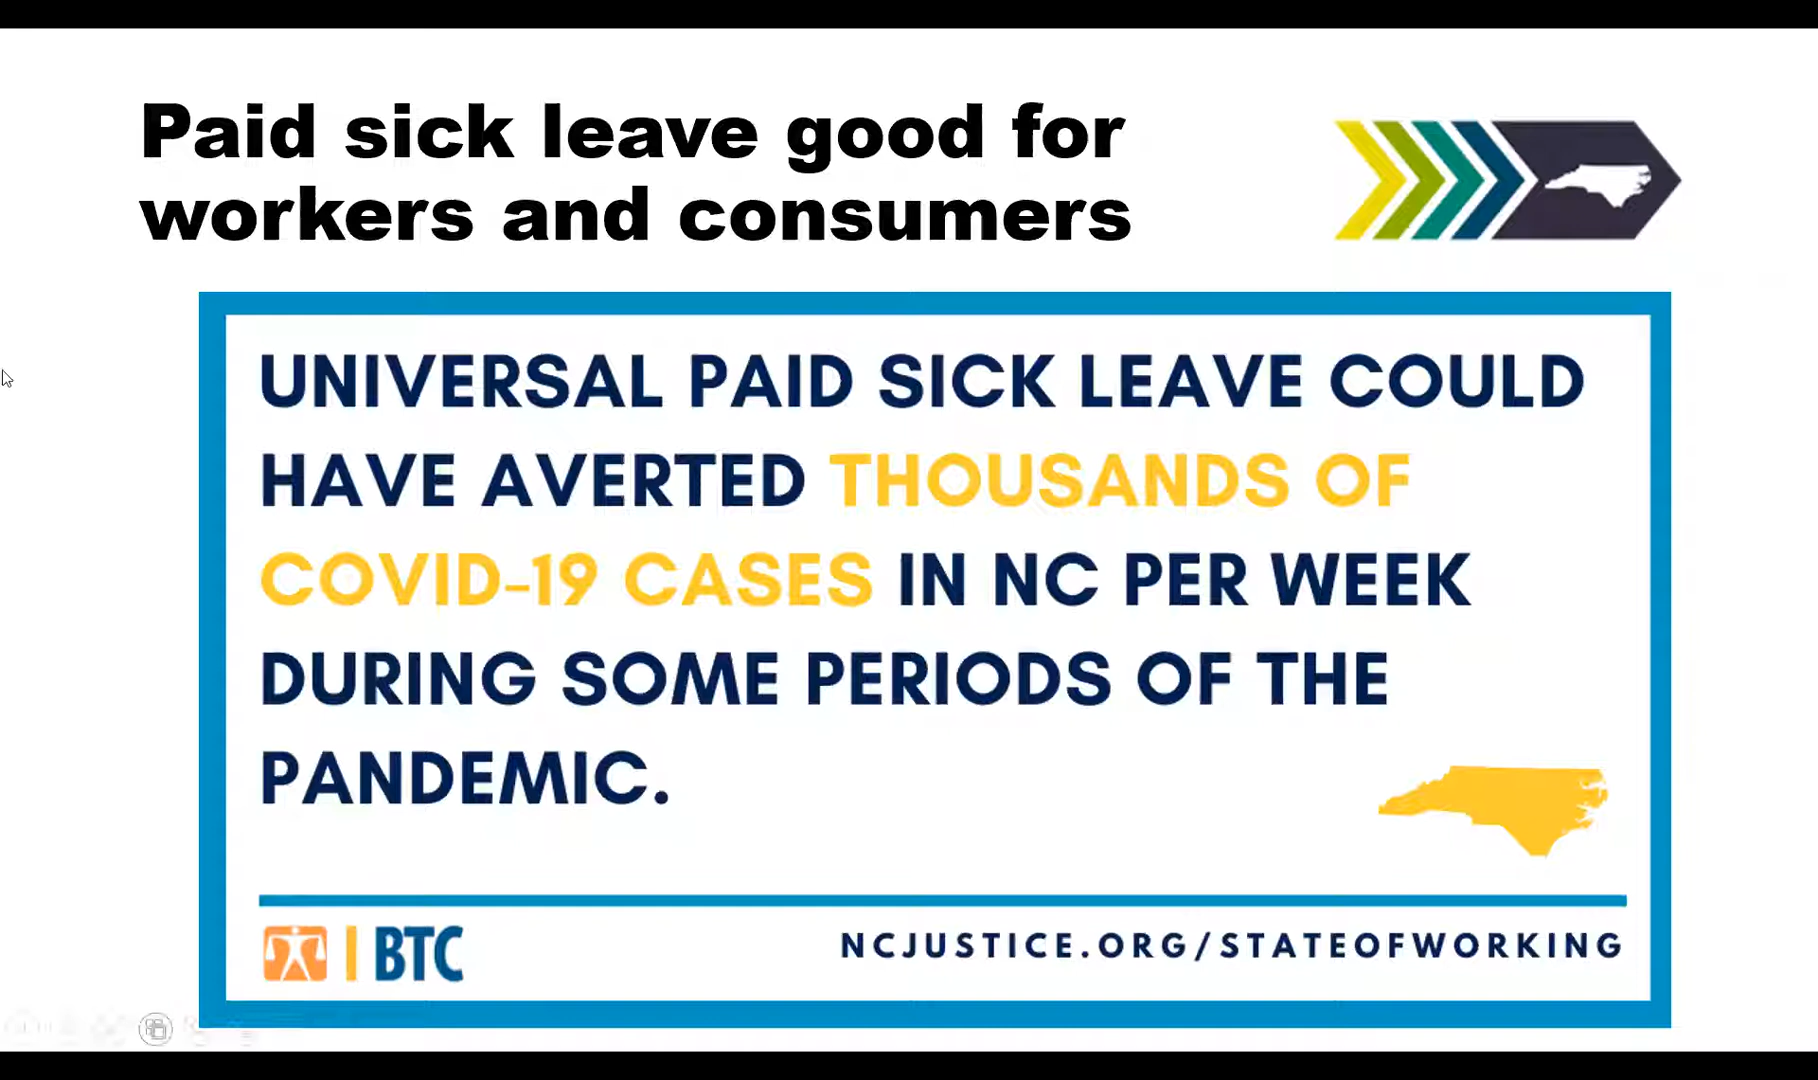 Paid sick leave good for
workers and consumers
UNIVERSAL PAID SICK LEAVE COULD
HAVE AVERTED THOUSANDS OF
COVID-19 CASES IN NC PER WEEK
DURING SOME PERIODS OF THE
PANDEMIC.
BTC
NCJUSTICE.ORG/STATEOFWORKING